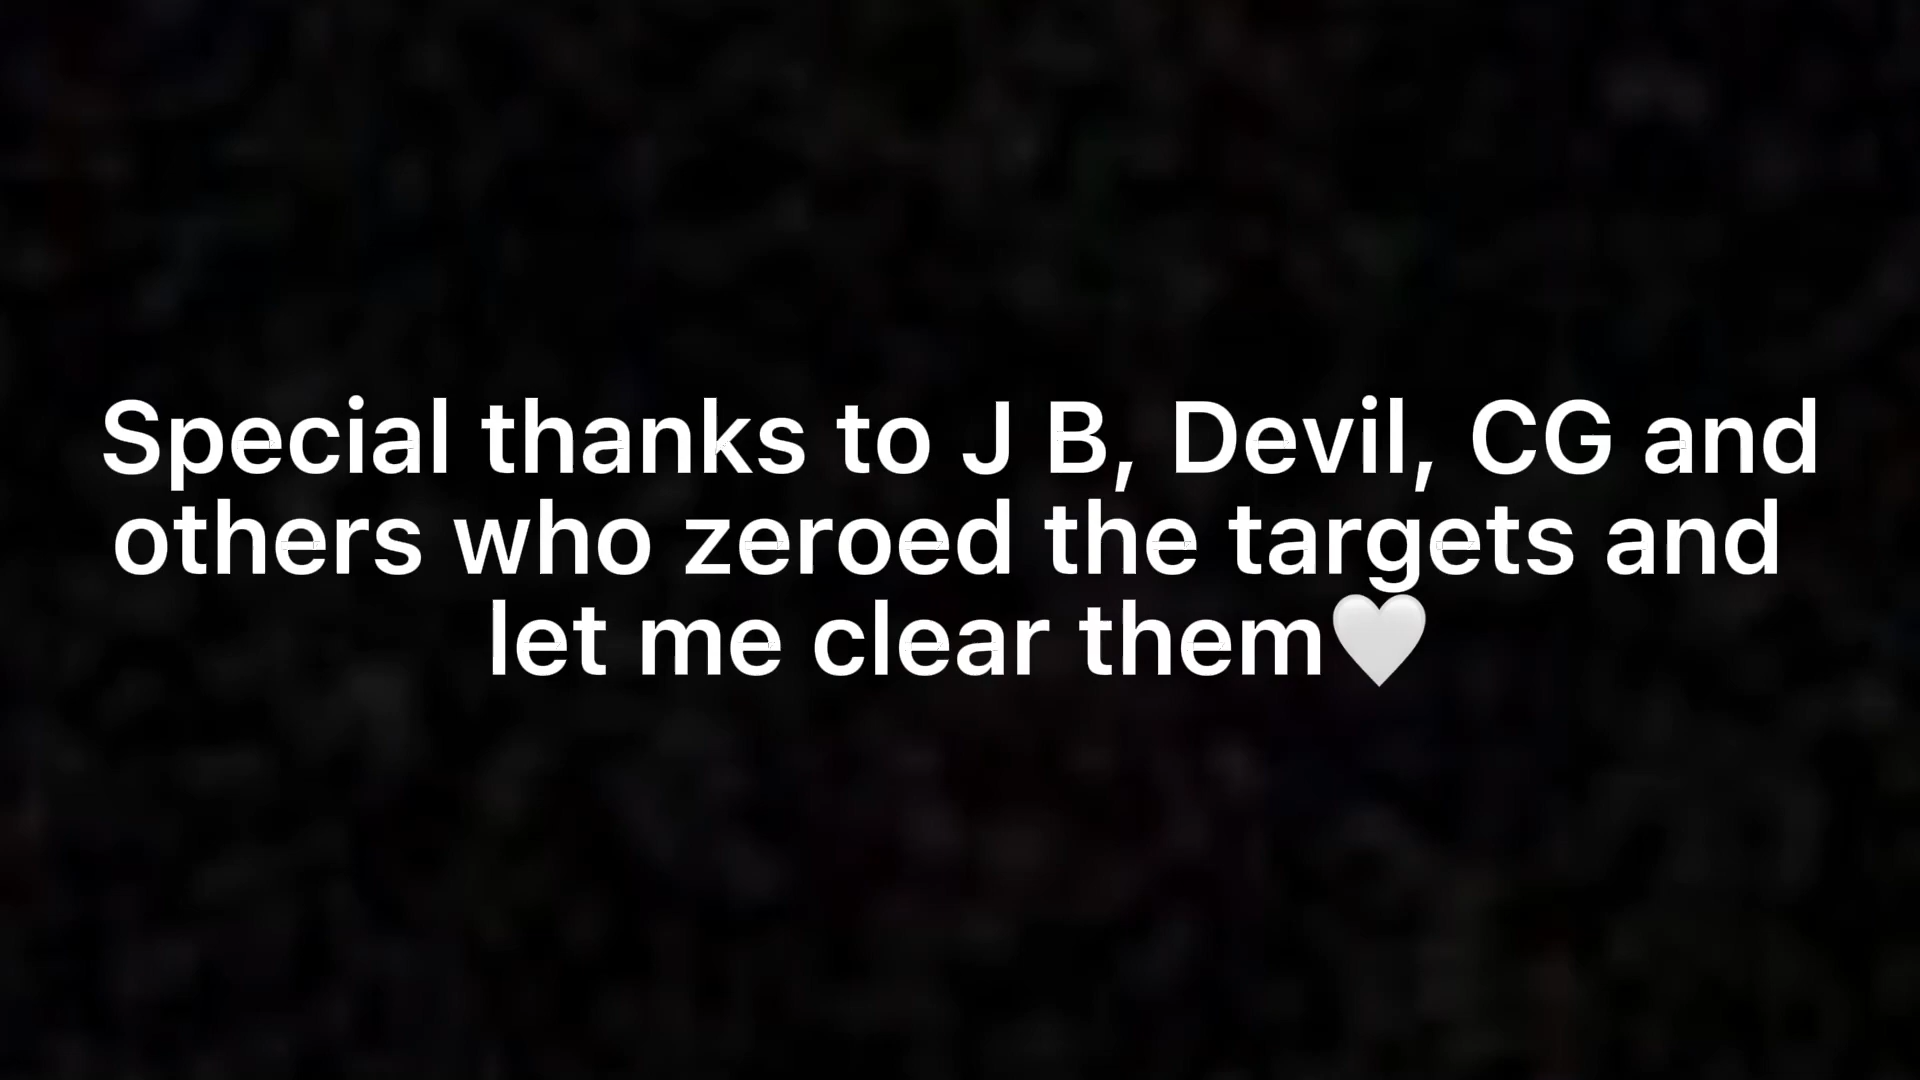 Special thanks to J B, Devil, CG and
others who zeroed the targets and
let me clear them🤍